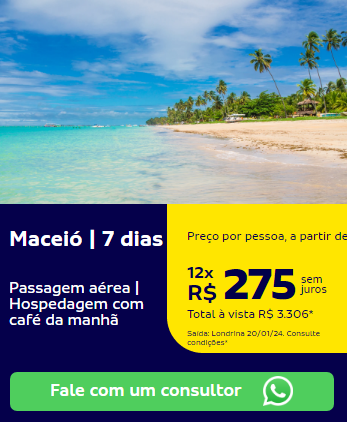 Maceió | 7 dias
Passagem aérea |
Hospedagem com
café da manhã
Preço por pessoa, a partir de
12x
R$ 275 sem
juros
Total à vista R$ 3.306*
Saída: Londrina 20/01/24. Consulte
condições*
Fale com um consultor